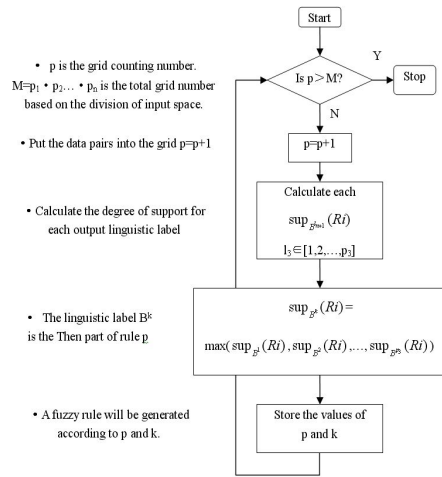 Start
• p is the grid counting number.
M=p₁ • p₂… • pₙ is the total grid number
based on the division of input space.
Is p＞M?
Y
Stop
N
• Put the data pairs into the grid p=p+1
p=p+1
• Calculate the degree of support for
each output linguistic label
Calculate each
(Ri)
l₃∈[1,2,…,p₃]
• The linguistic label Bᵏ
is the Then part of rule p
sup_{Bᵏ}(Ri)=
max(sup_{B¹}(Ri),sup_{B²}(Ri),…,sup_{B^{p₃}}(Ri))
• A fuzzy rule will be generated
according to p and k.
Store the values of
p and k